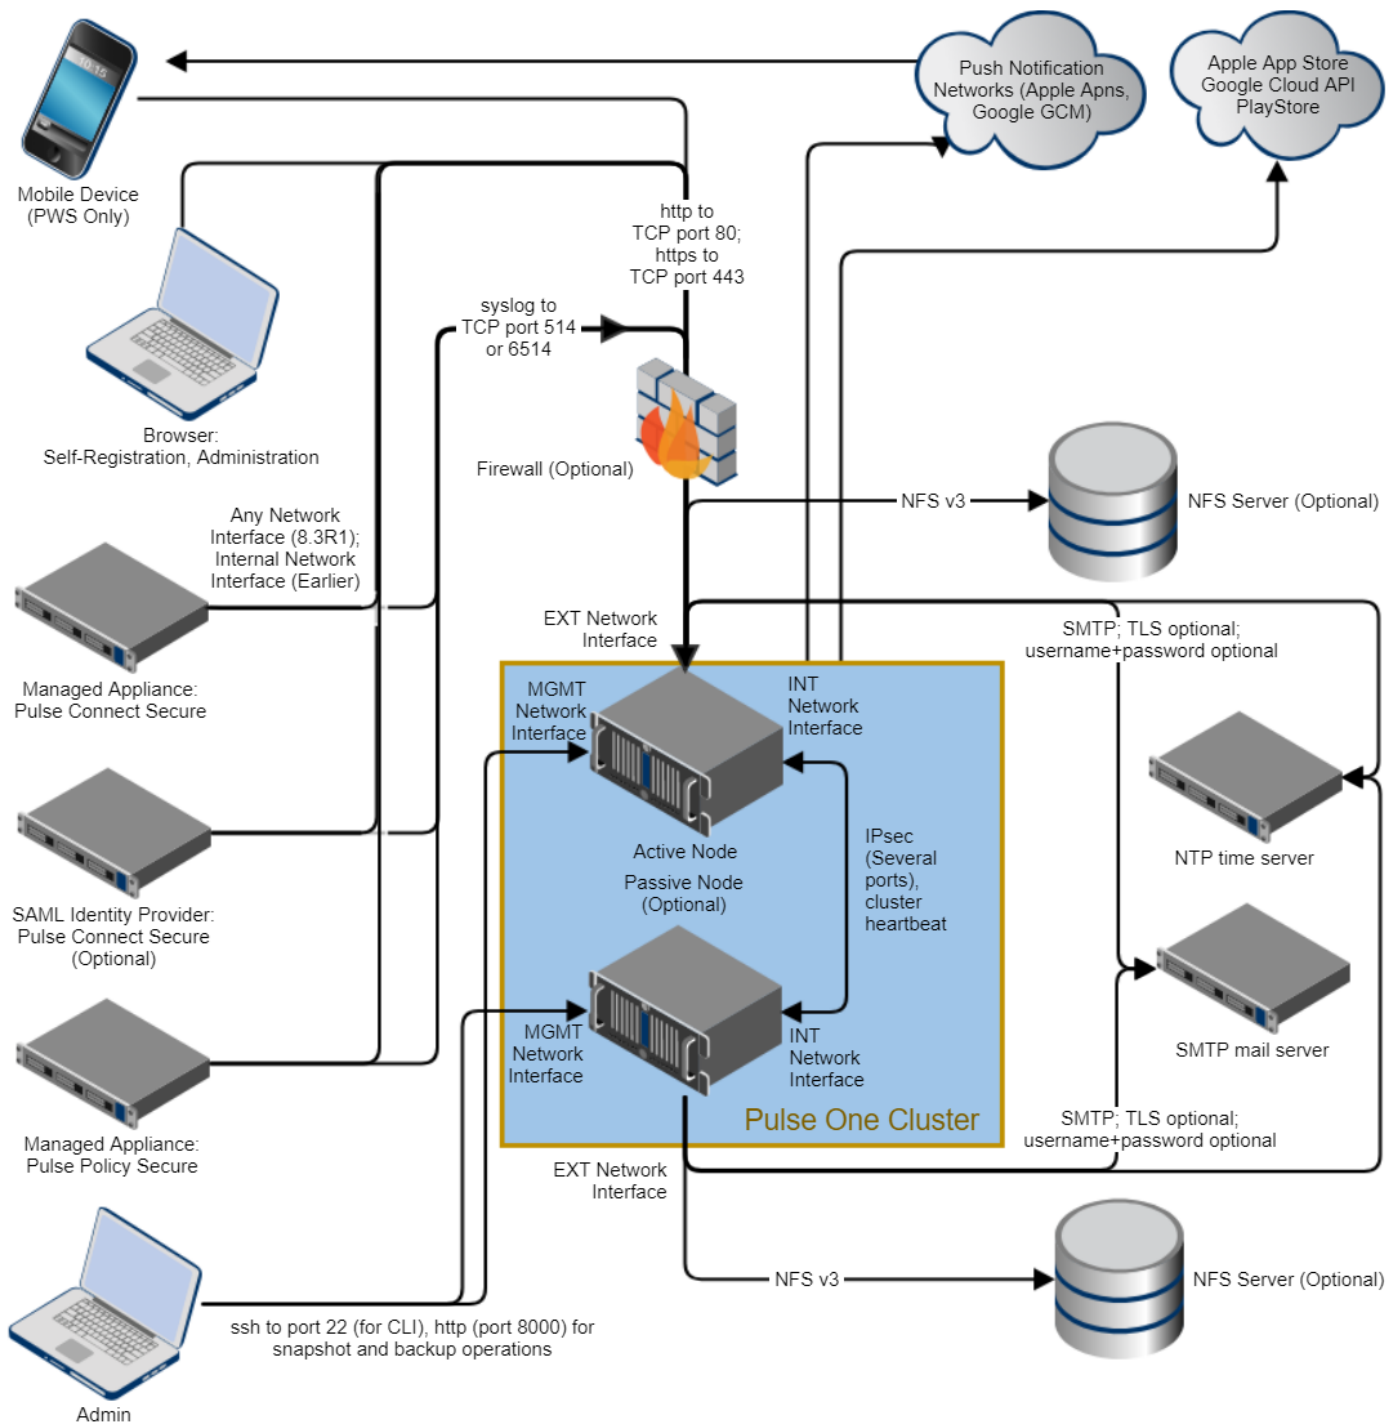 10:15
Mobile Device
(PWS Only)
Push Notification
Networks (Apple Apns,
Google GCM)
Apple App Store
Google Cloud API
PlayStore
http to
TCP port 80;
https to
TCP port 443
syslog to
TCP port 514
or 6514
Browser:
Self-Registration, Administration
Firewall (Optional)
NFS v3
NFS Server (Optional)
Any Network
Interface (8.3R1);
Internal Network
Interface (Earlier)
EXT Network
Interface
SMTP; TLS optional;
username+password optional
Managed Appliance:
Pulse Connect Secure
MGMT
Network
Interface
INT
Network
Interface
Active Node
Passive Node
(Optional)
IPsec
(Several
ports),
cluster
heartbeat
NTP time server
SAML Identity Provider:
Pulse Connect Secure
(Optional)
MGMT
Network
Interface
INT
Network
Interface
SMTP mail server
Pulse One Cluster
SMTP; TLS optional;
username+password optional
Managed Appliance:
Pulse Policy Secure
EXT Network
Interface
NFS v3
NFS Server (Optional)
ssh to port 22 (for CLI), http (port 8000) for
snapshot and backup operations
Admin